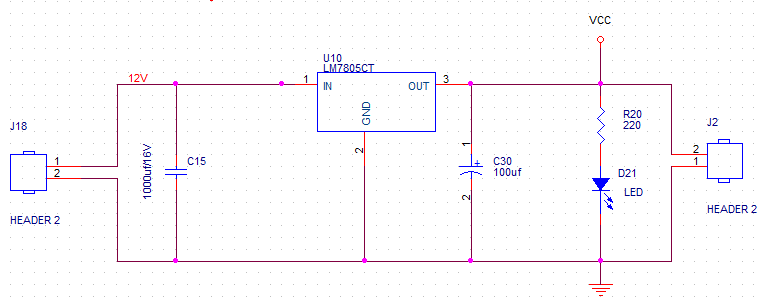 VCC
U10
LM7805CT
12V
1
IN
OUT
3
GND
2
J18
1
2
HEADER 2
1000uf/16V
C15
1
C30
100uf
+
2
R20
220
D21
LED
J2
2
1
HEADER 2